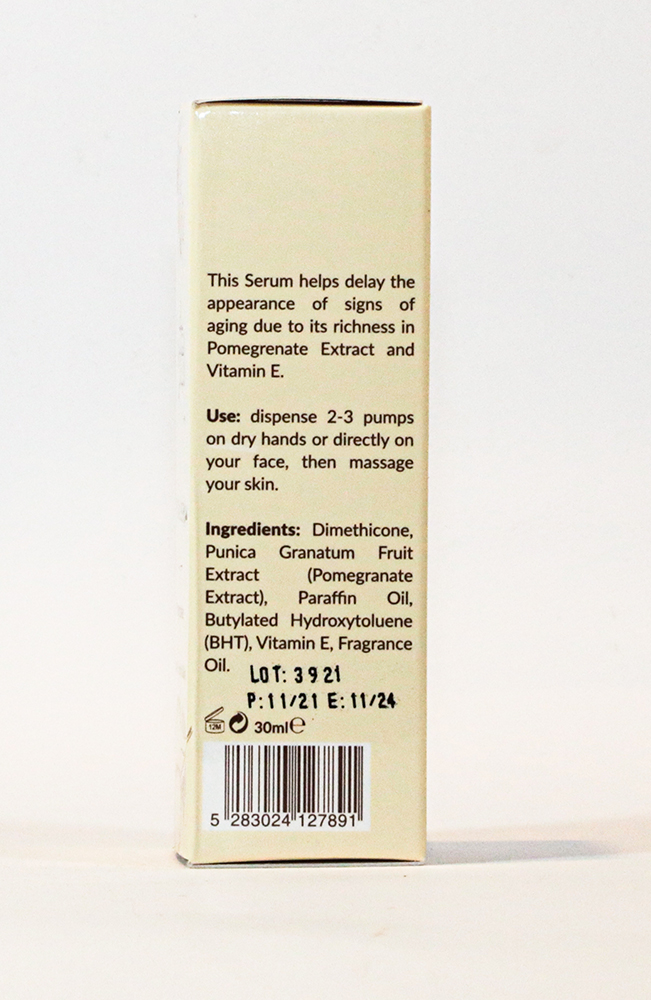 This Serum helps delay the
appearance of signs of
aging due to its richness in
Pomegrenate Extract and
Vitamin E.
Use: dispense 2-3 pumps
on dry hands or directly on
your face, then massage
your skin.
Ingredients: Dimethicone,
Punica Granatum Fruit
Extract (Pomegranate
Extract), Paraffin Oil,
Butylated Hydroxytoluene
(BHT), Vitamin E, Fragrance
Oil.
LOT: 3921
P:11/21 E:11/24
12M 30ml℮
5 283024 127891